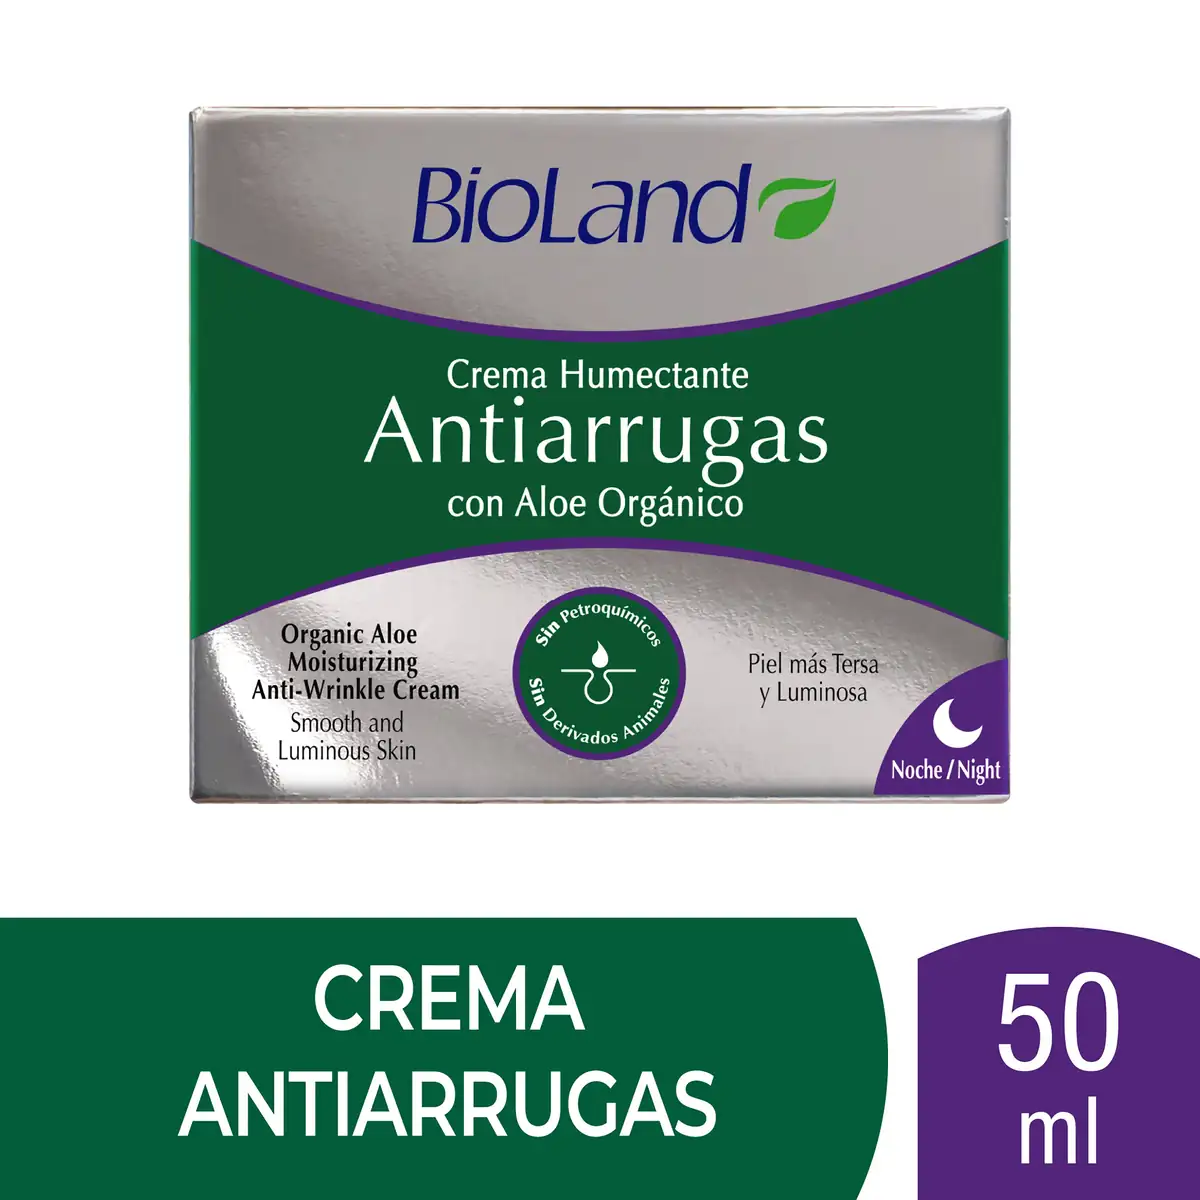 BioLand
Crema Humectante
Antiarrugas
con Aloe Orgánico
Organic Aloe
Moisturizing
Anti-Wrinkle Cream
Smooth and
Luminous Skin
Sin Petroquímicos
Sin Derivados Animales
Piel más Tersa
y Luminosa
Noche / Night
CREMA
ANTIARRUGAS
50
ml